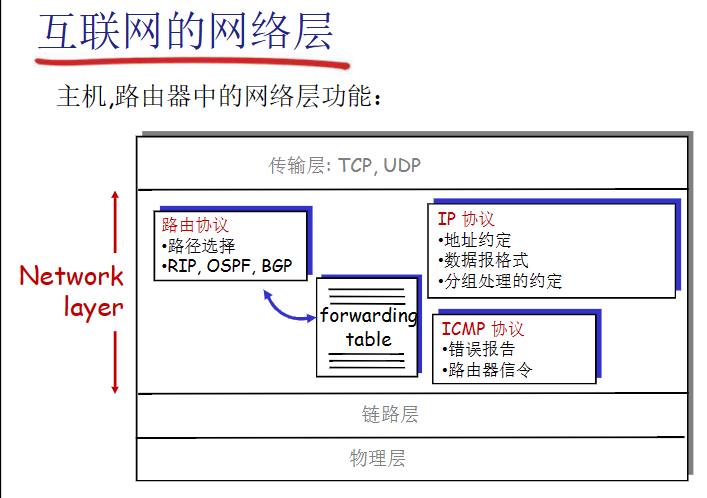 互联网的网络层
主机,路由器中的网络层功能：
传输层: TCP, UDP
Network
layer
路由协议
•路径选择
•RIP, OSPF, BGP
forwarding
table
IP 协议
•地址约定
•数据报格式
•分组处理的约定
ICMP 协议
•错误报告
•路由器信令
链路层
物理层